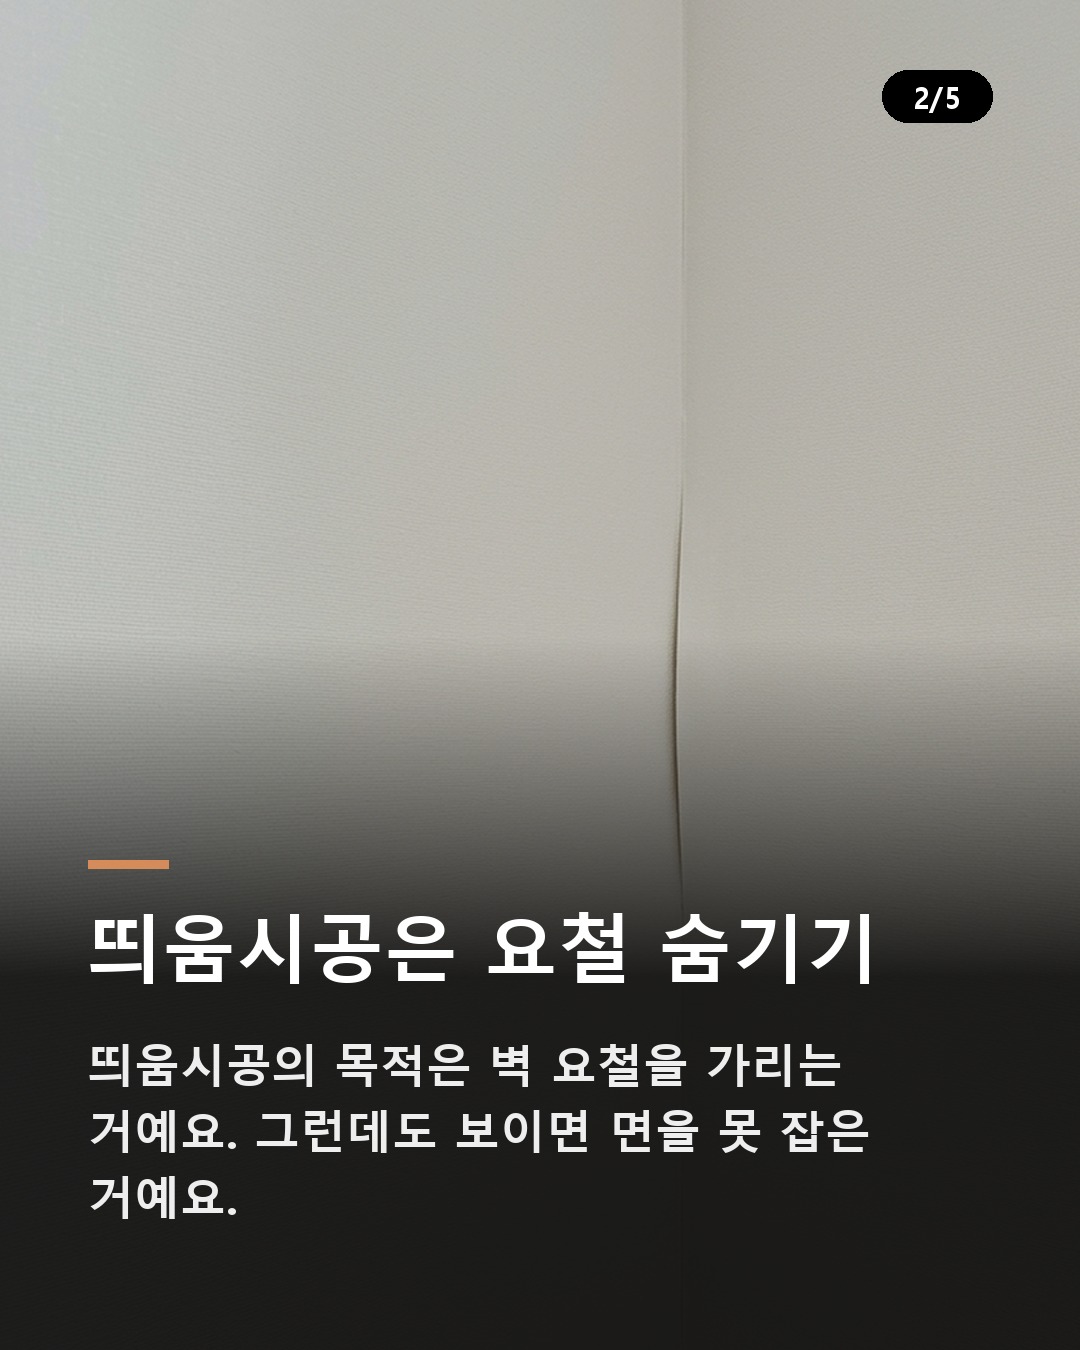 2/5
띄움시공은 요철 숨기기
띄움시공의 목적은 벽 요철을 가리는
거예요. 그런데도 보이면 면을 못 잡은
거예요.